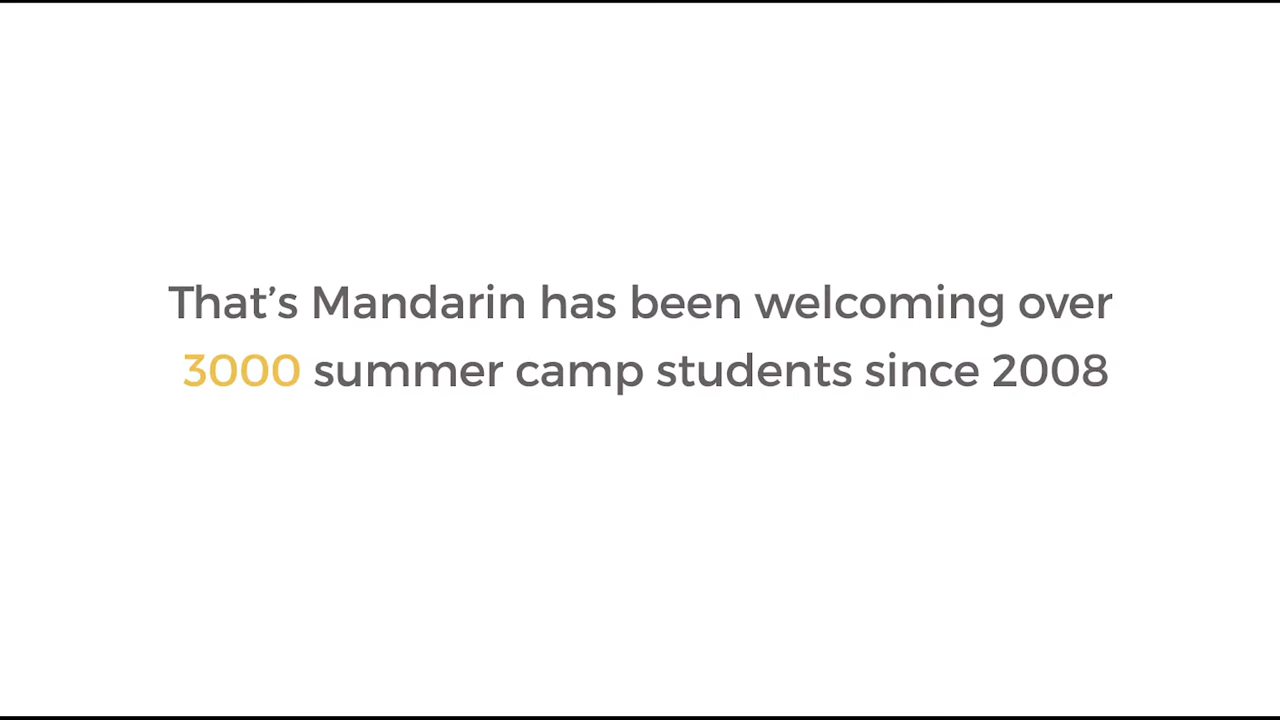 That’s Mandarin has been welcoming over
3000 summer camp students since 2008